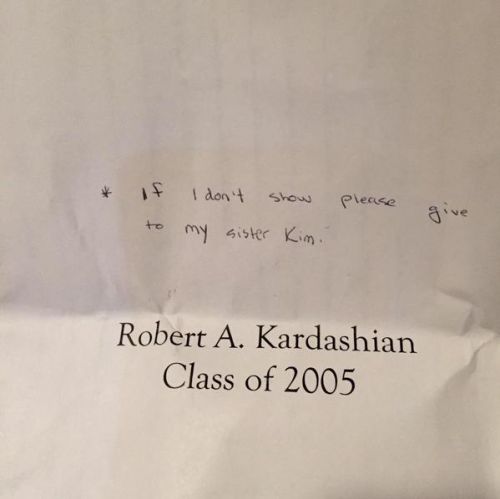 * If I don't show please give
to my sister Kim.
Robert A. Kardashian
Class of 2005